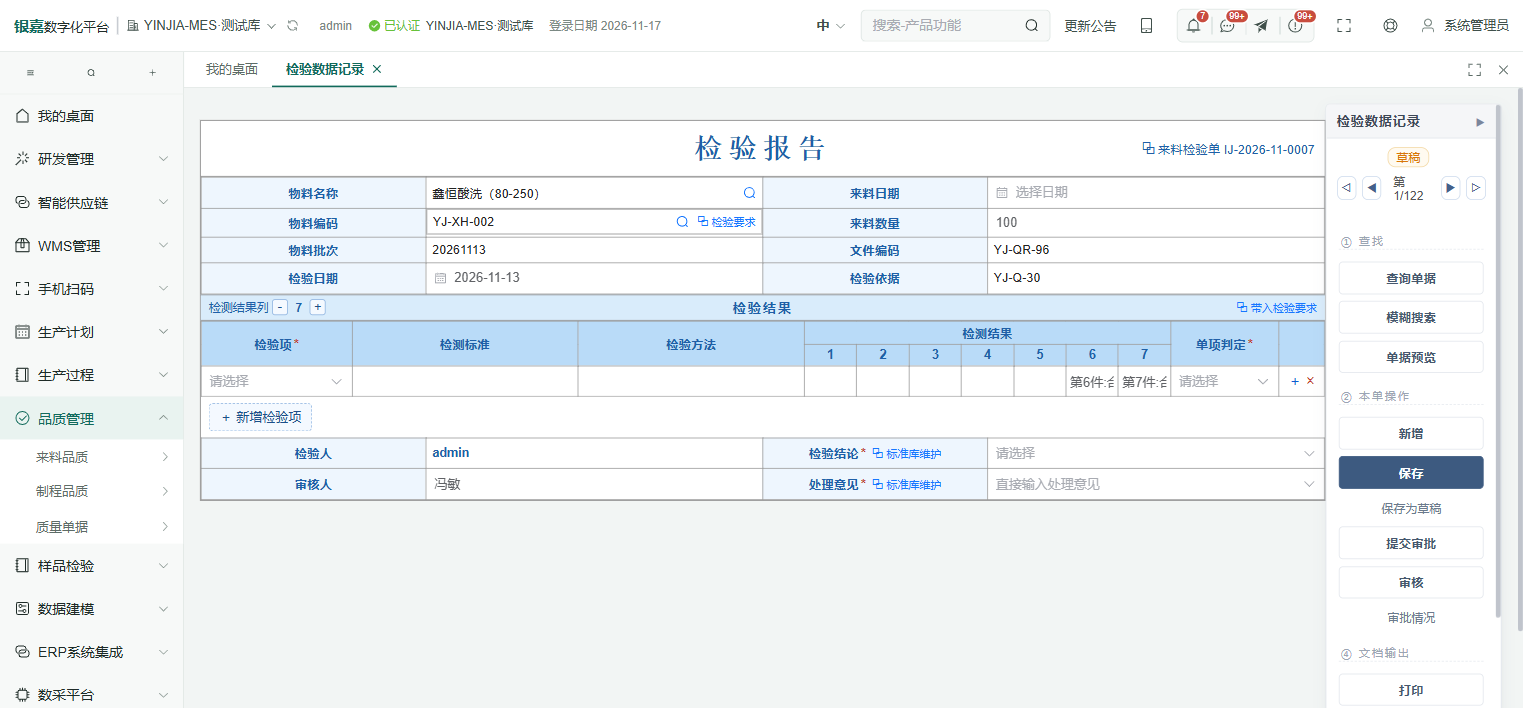 银嘉数字化平台 YINJIA-MES·测试库 admin 已认证 YINJIA-MES·测试库 登录日期 2026-11-17 中 搜索-产品功能 更新公告 7 99+ 99+ 系统管理员
我的桌面 检验数据记录
我的桌面
研发管理
智能供应链
WMS管理
手机扫码
生产计划
生产过程
品质管理
来料品质
制程品质
质量单据
样品检验
数据建模
ERP系统集成
数采平台
检验报告 来料检验单 IJ-2026-11-0007
物料名称 鑫恒酸洗（80-250） 来料日期 选择日期
物料编码 YJ-XH-002 检验要求 来料数量 100
物料批次 20261113 文件编码 YJ-QR-96
检验日期 2026-11-13 检验依据 YJ-Q-30
检测结果列 - 7 + 检验结果 带入检验要求
检验项* 检测标准 检验方法 检测结果 单项判定*
1 2 3 4 5 6 7
请选择 第6件: 第7件: 请选择 + ×
+ 新增检验项
检验人 admin 检验结论* 标准库维护 请选择
审核人 冯敏 处理意见* 标准库维护 直接输入处理意见
检验数据记录
草稿
第
1/122
① 查找
查询单据
模糊搜索
单据预览
② 本单操作
新增
保存
保存为草稿
提交审批
审核
审批情况
④ 文档输出
打印